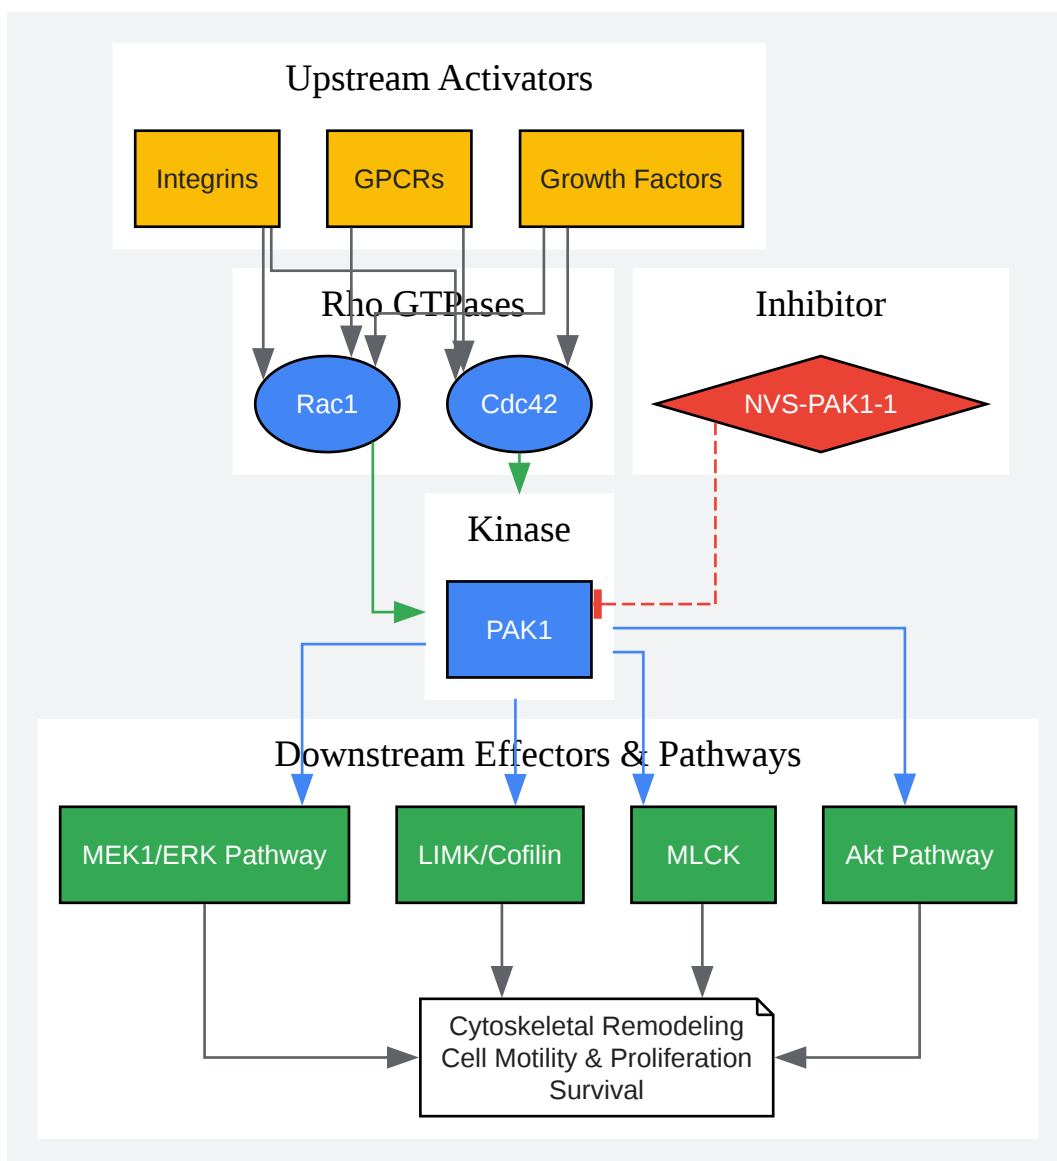 Upstream Activators
Integrins
GPCRs
Growth Factors
Rho GTPases
Inhibitor
Rac1
Cdc42
NVS-PAK1-1
Kinase
PAK1
Downstream Effectors & Pathways
MEK1/ERK Pathway
LIMK/Cofilin
MLCK
Akt Pathway
Cytoskeletal Remodeling
Cell Motility & Proliferation
Survival